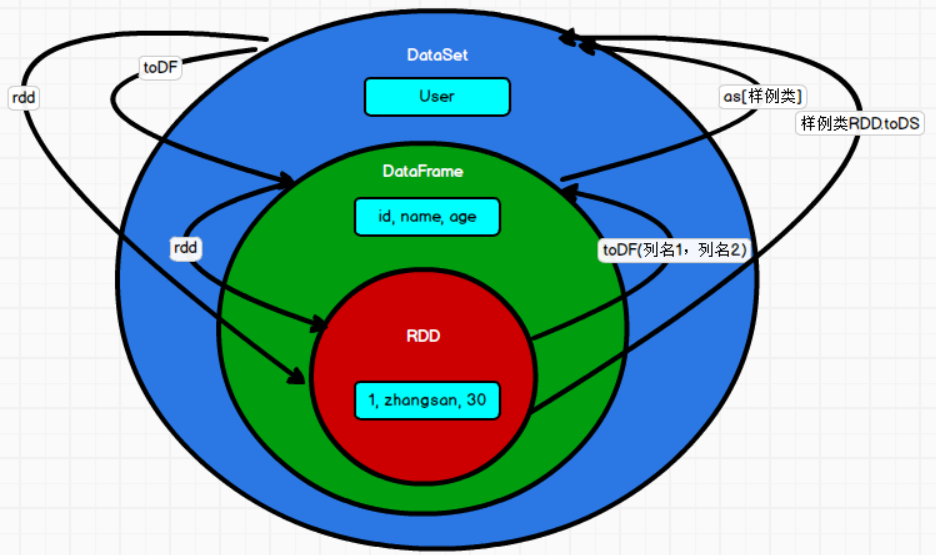 DataSet
User
toDF
rdd
as[样例类]
样例类RDD.toDS
DataFrame
id, name, age
rdd
toDF(列名1，列名2)
RDD
1, zhangsan, 30